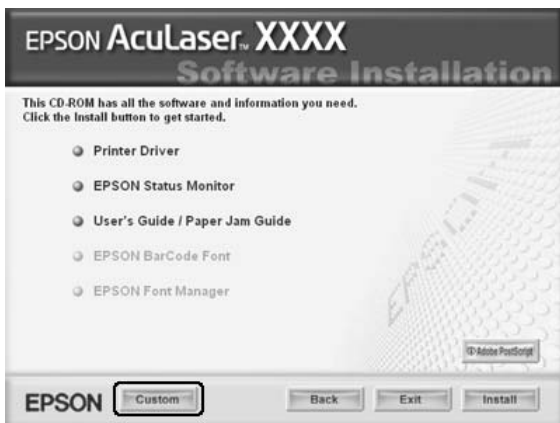 EPSON AcuLaser™ XXXX
Software Installation
This CD-ROM has all the software and information you need.
Click the Install button to get started.
Printer Driver
EPSON Status Monitor
User's Guide / Paper Jam Guide
EPSON BarCode Font
EPSON Font Manager
EPSON
Adobe PostScript
EPSON
Custom
Back
Exit
Install